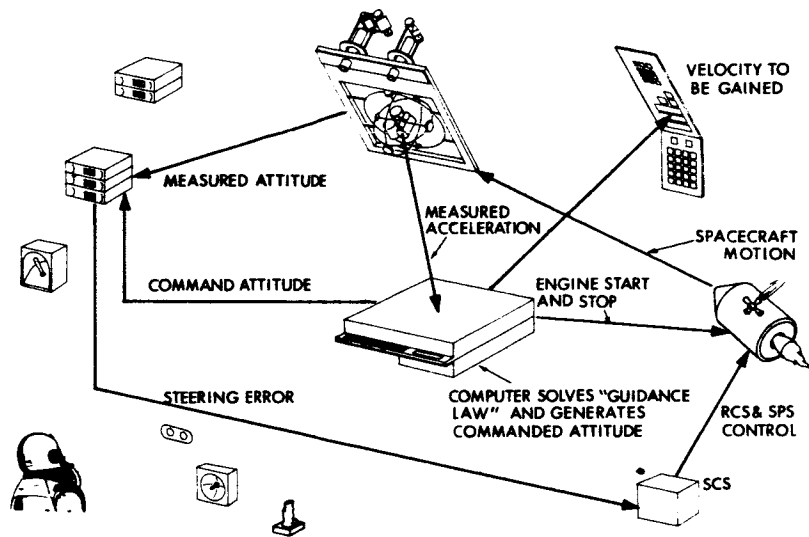 VELOCITY TO
BE GAINED
MEASURED ATTITUDE
MEASURED
ACCELERATION
SPACECRAFT
MOTION
COMMAND ATTITUDE
ENGINE START
AND STOP
STEERING ERROR
COMPUTER SOLVES "GUIDANCE
LAW" AND GENERATES
COMMANDED ATTITUDE
RCS & SPS
CONTROL
SCS